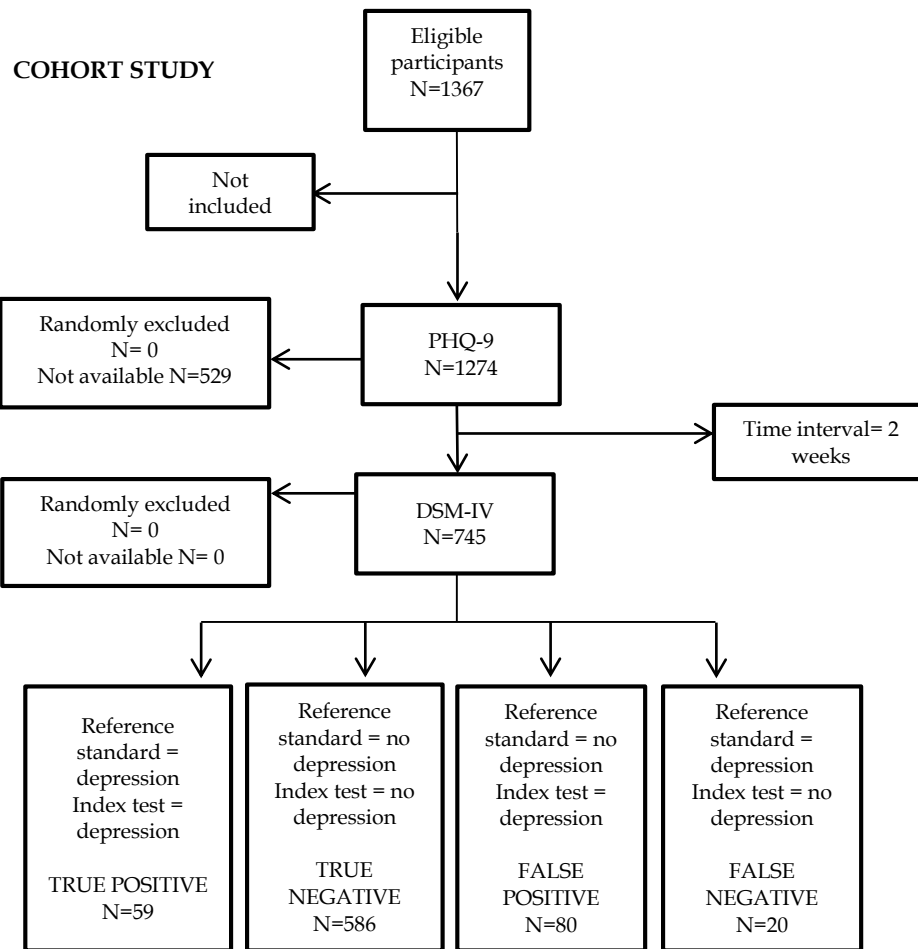 COHORT STUDY
Eligible
participants
N=1367
Not
included
Randomly excluded
N= 0
Not available N=529
PHQ-9
N=1274
Time interval= 2
weeks
Randomly excluded
N= 0
Not available N= 0
DSM-IV
N=745
Reference
standard =
depression
Index test =
depression
TRUE POSITIVE
N=59
Reference
standard = no
depression
Index test = no
depression
TRUE
NEGATIVE
N=586
Reference
standard = no
depression
Index test =
depression
FALSE
POSITIVE
N=80
Reference
standard =
depression
Index test = no
depression
FALSE
NEGATIVE
N=20